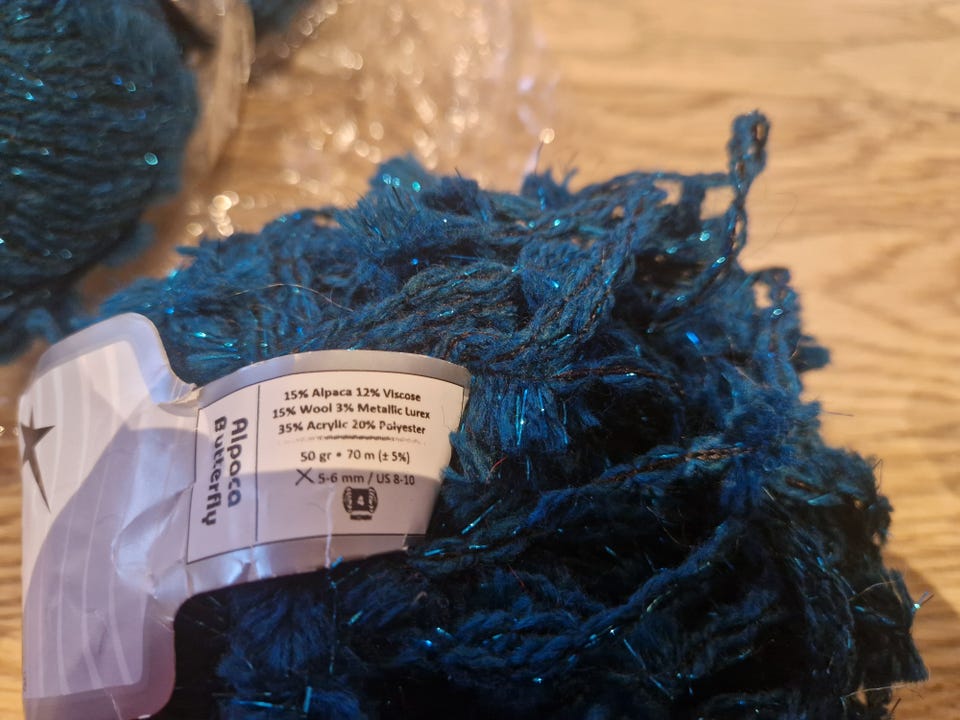 Alpaca
Butterfly
15% Alpaca 12% Viscose
15% Wool 3% Metallic Lurex
35% Acrylic 20% Polyester
50 gr • 70 m (± 5%)
5-6 mm / US 8-10
4